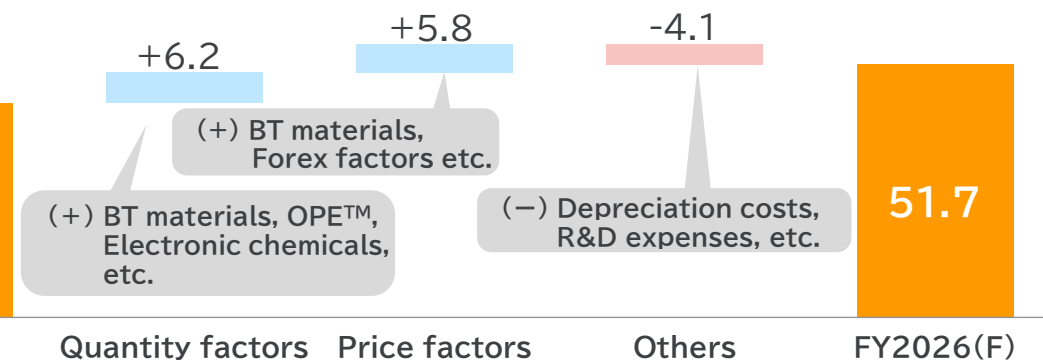 +6.2
+5.8
-4.1
(+) BT materials,
Forex factors etc.
(+) BT materials, OPE™,
Electronic chemicals,
etc.
(−) Depreciation costs,
R&D expenses, etc.
51.7
Quantity factors
Price factors
Others
FY2026(F)